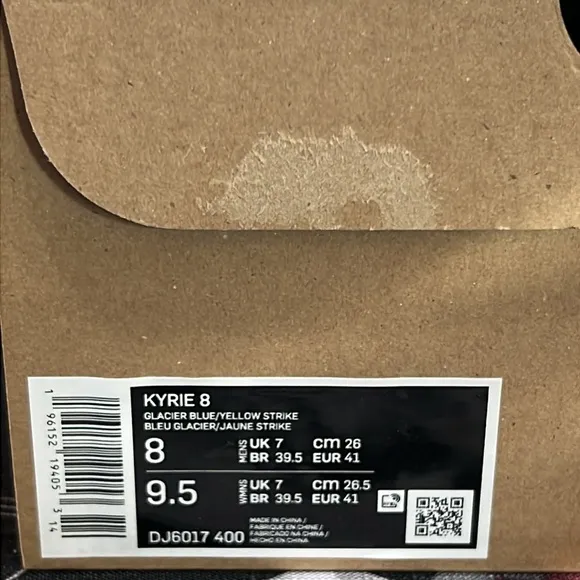 KYRIE 8
GLACIER BLUE/YELLOW STRIKE
BLEU GLACIER/JAUNE STRIKE
8 MENS UK 7 cm 26
BR 39.5 EUR 41
9.5 WMNS UK 7 cm 26.5
BR 39.5 EUR 41
DJ6017 400
MADE IN CHINA /
FABRIQUE EN CHINE /
FABRICADO NA CHINA /
HECHO EN CHINA
1 96152 19405 3 14